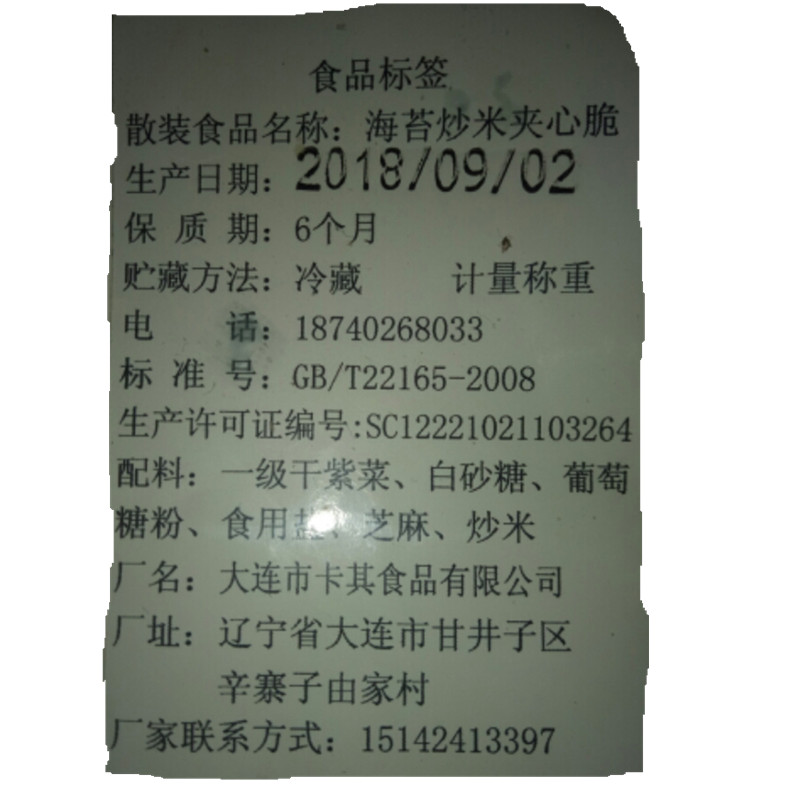 食品标签
散装食品名称：海苔炒米夹心脆
生产日期：2018/09/02
保 质 期：6个月
贮藏方法：冷藏 计量称重
电 话：18740268033
标 准 号：GB/T22165-2008
生产许可证编号:SC12221021103264
配料：一级干紫菜、白砂糖、葡萄
糖粉、食用盐、芝麻、炒米
厂名：大连市卡其食品有限公司
厂址：辽宁省大连市甘井子区
辛寨子由家村
厂家联系方式：15142413397